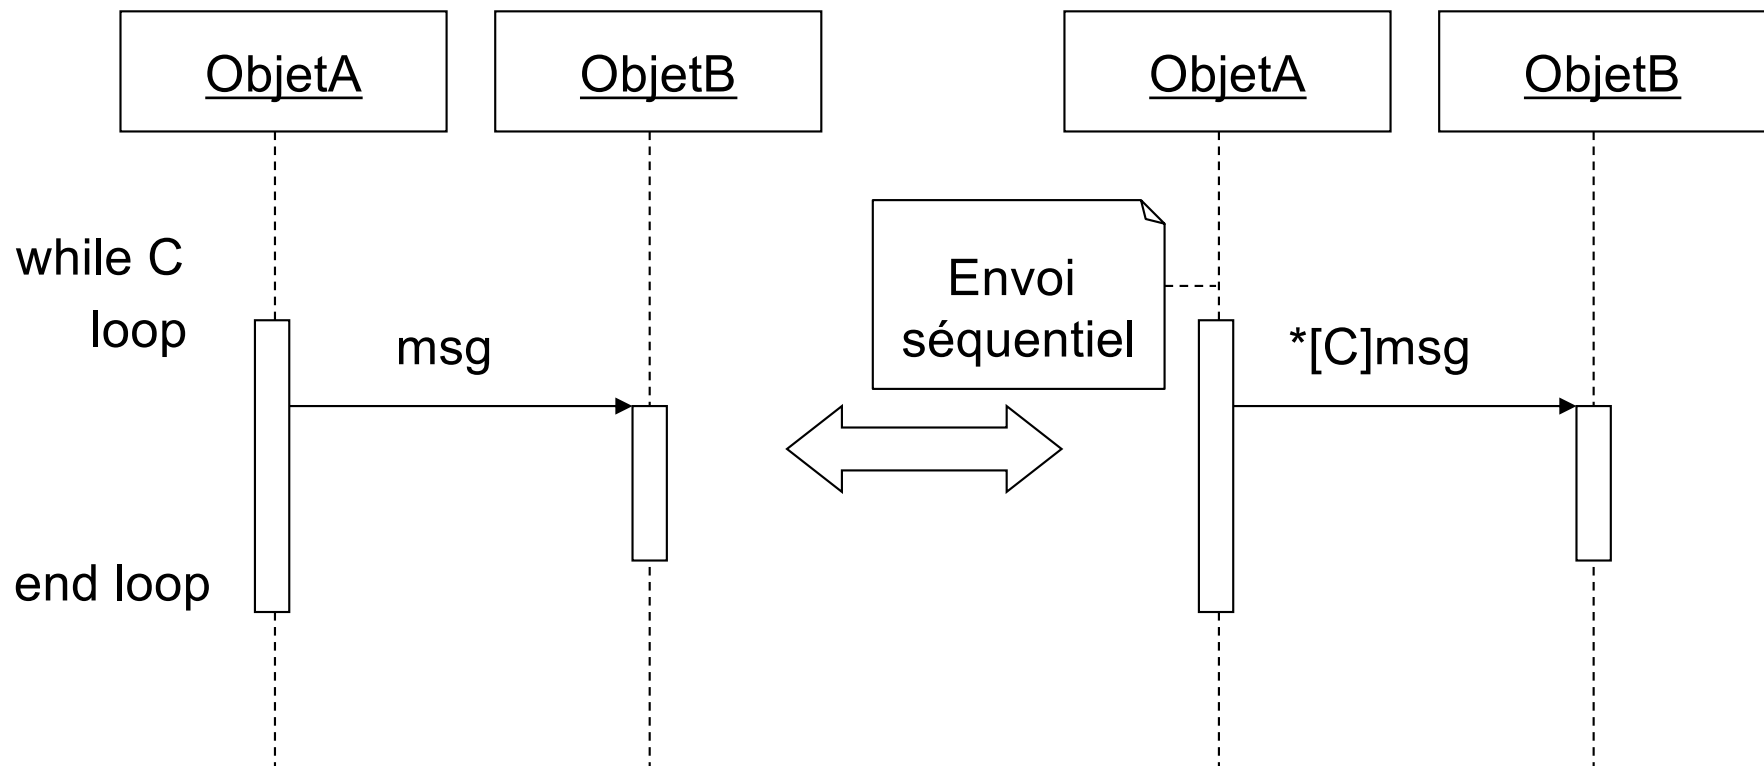 ObjetA
ObjetB
ObjetA
ObjetB
while C
loop
msg
end loop
Envoi
séquentiel
*[C]msg